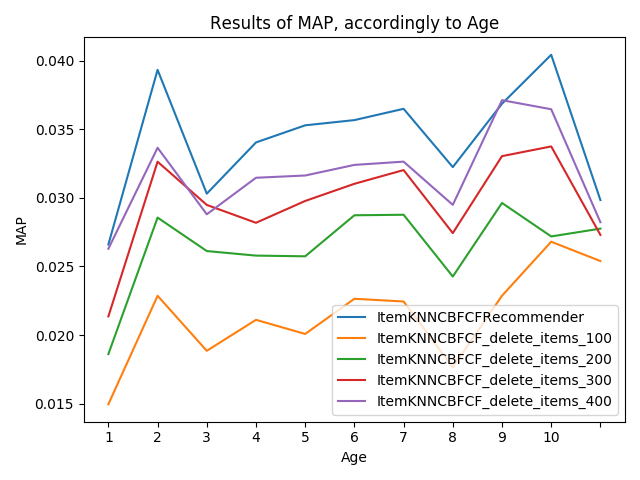 Results of MAP, accordingly to Age
0.040
0.035
0.030
0.025
0.020
0.015
MAP
ItemKNNCBFCFRecommender
ItemKNNCBFCF_delete_items_100
ItemKNNCBFCF_delete_items_200
ItemKNNCBFCF_delete_items_300
ItemKNNCBFCF_delete_items_400
1 2 3 4 5 6 7 8 9 10
Age